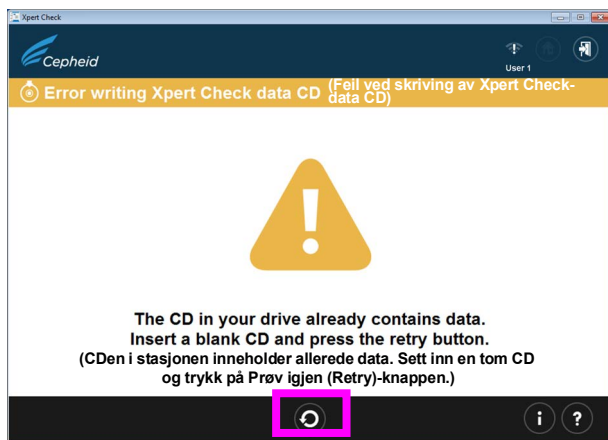 Xpert Check
Cepheid
User 1
Error writing Xpert Check data CD (Feil ved skriving av Xpert Check-
data CD)
!
The CD in your drive already contains data.
Insert a blank CD and press the retry button.
(CDen i stasjonen inneholder allerede data. Sett inn en tom CD
og trykk på Prøv igjen (Retry)-knappen.)
i ?